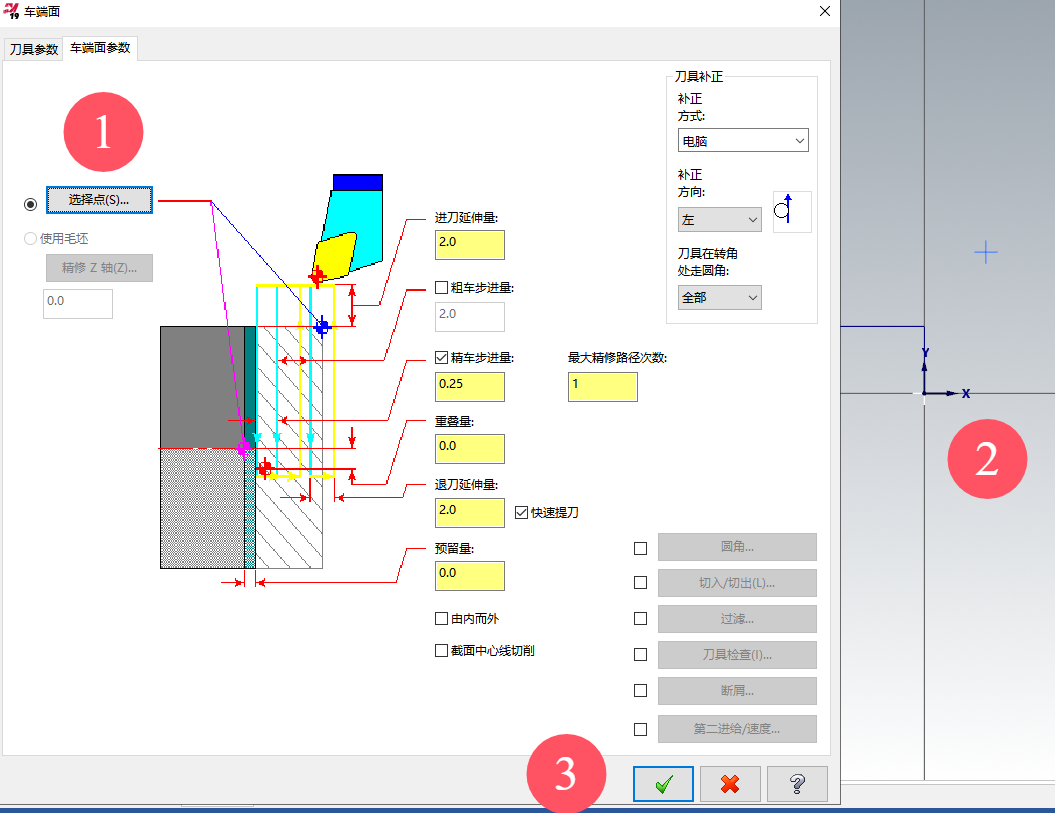 19 车端面
刀具参数 车端面参数
1
选择点(S)...
使用毛坯
精修 Z 轴(Z)...
0.0
进刀延伸量:
2.0
粗车步进量:
2.0
精车步进量:
0.25
最大精修路径次数:
1
重叠量:
0.0
退刀延伸量:
2.0
快速提刀
预留量:
0.0
由内而外
截面中心线切削
刀具补正
补正
方式:
电脑
补正
方向:
左
刀具在转角
处走圆角:
全部
圆角...
切入/切出(L)...
过滤...
刀具检查(I)...
断屑...
第二进给/速度...
3
Y
X
2